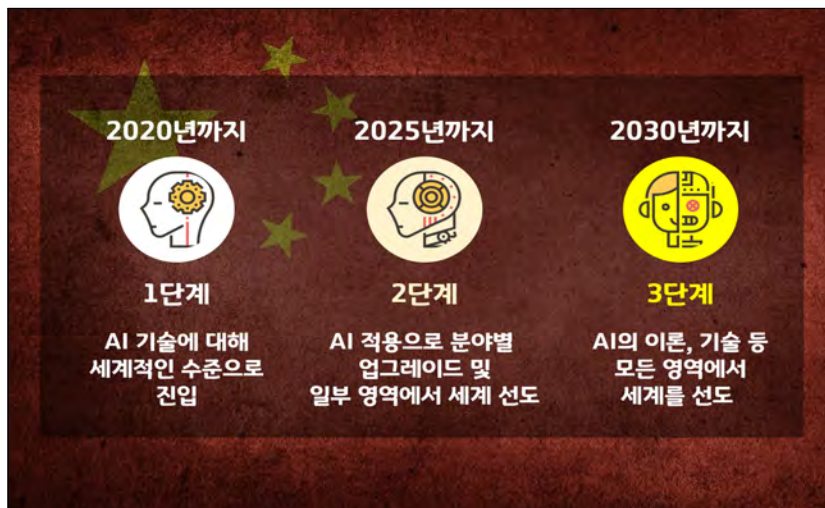 2020년까지
1단계
AI 기술에 대해
세계적인 수준으로
진입
2025년까지
2단계
AI 적용으로 분야별
업그레이드 및
일부 영역에서 세계 선도
2030년까지
3단계
AI의 이론, 기술 등
모든 영역에서
세계를 선도